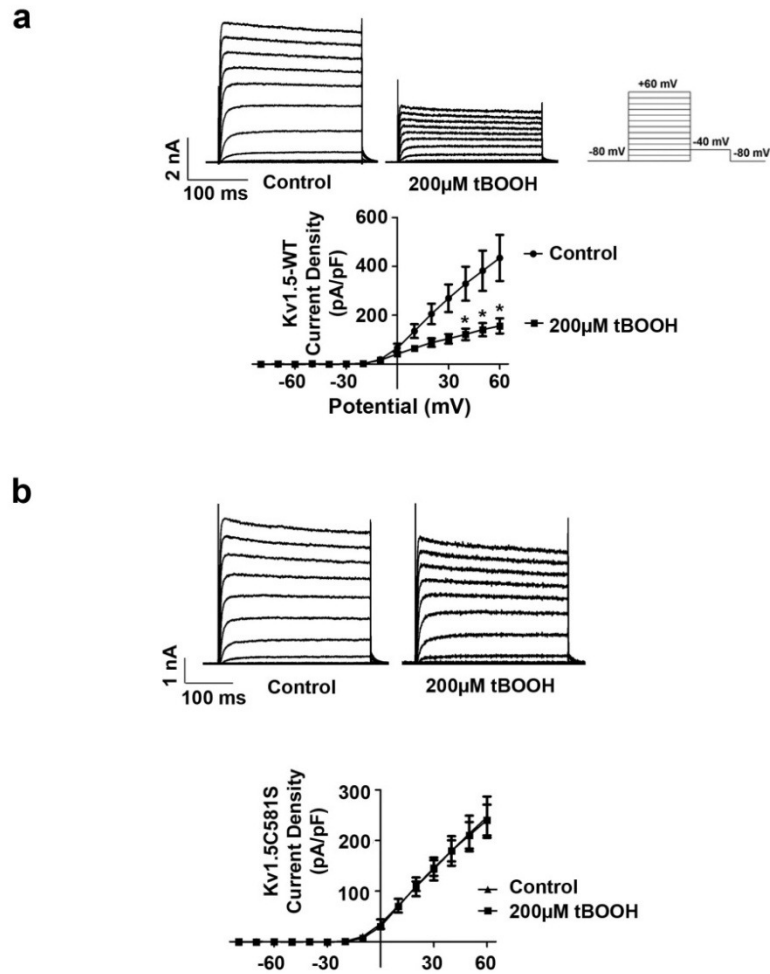 a
+60 mV
-80 mV
-40 mV
-80 mV
2 nA
100 ms
Control
200µM tBOOH
Kv1.5-WT
Current Density
(pA/pF)
600
400
200
-60
-30
30
60
Potential (mV)
* * *
Control
200µM tBOOH
b
1 nA
100 ms
Control
200µM tBOOH
Kv1.5C581S
Current Density
(pA/pF)
300
200
100
-60
-30
30
60
Control
200µM tBOOH